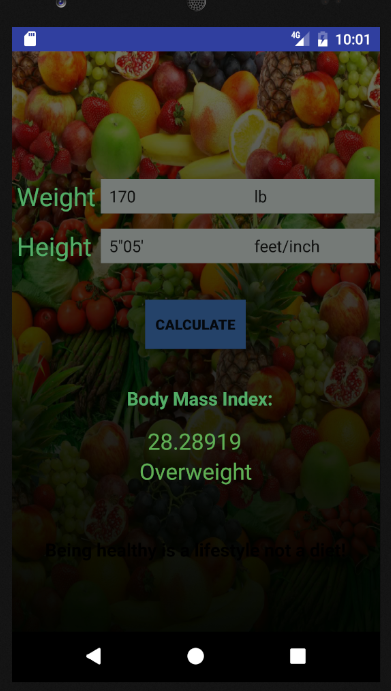 4G 10:01
Weight 170 lb
Height 5"05' feet/inch
CALCULATE
Body Mass Index:
28.28919
Overweight
Being healthy is a lifestyle not a diet!